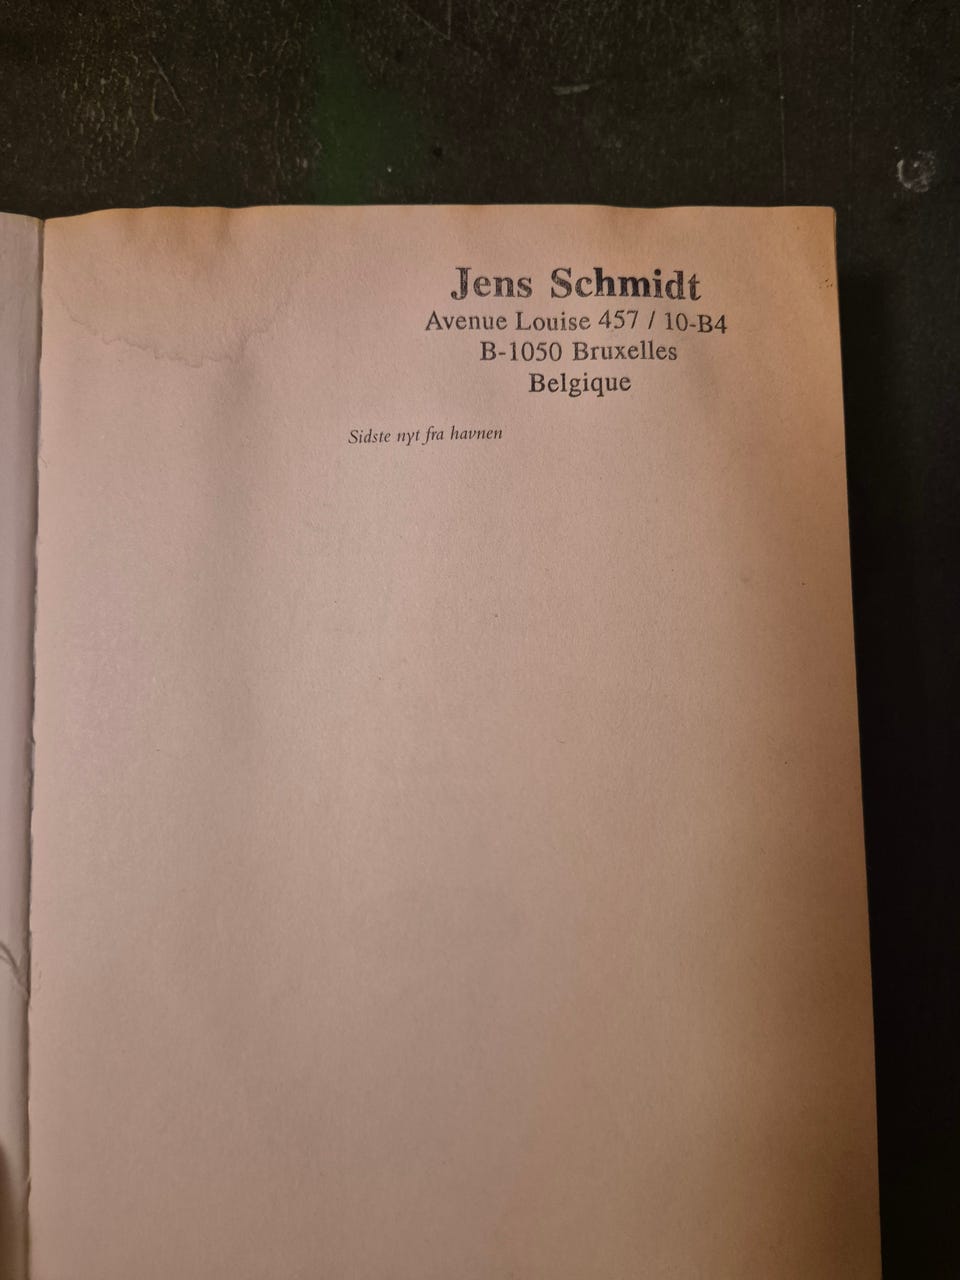 Jens Schmidt
Avenue Louise 457 / 10-B4
B-1050 Bruxelles
Belgique
Sidste nyt fra havnen